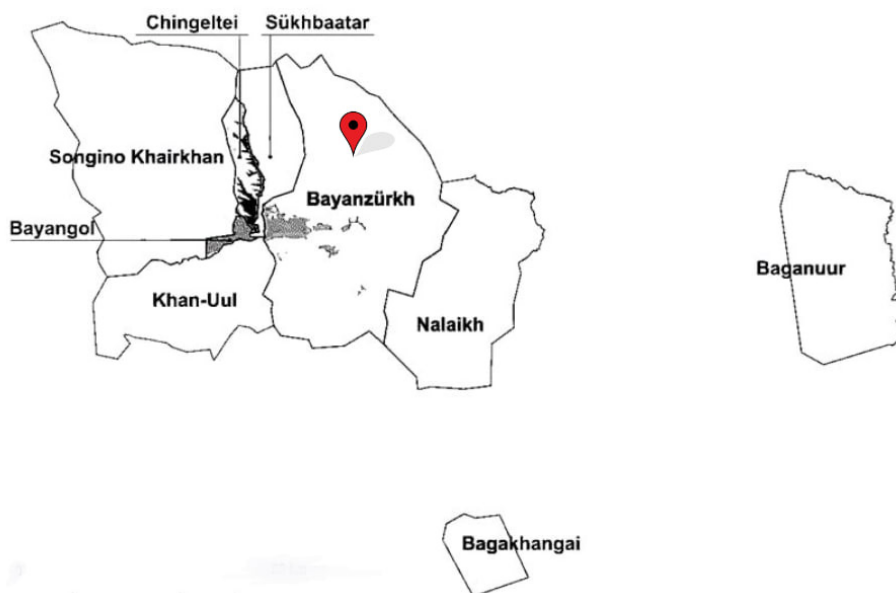 Chingeltei
Sükhbaatar
Songino Khairkhan
Bayanzürkh
Bayangol
Baganuur
Khan-Uul
Nalaikh
Bagakhangai